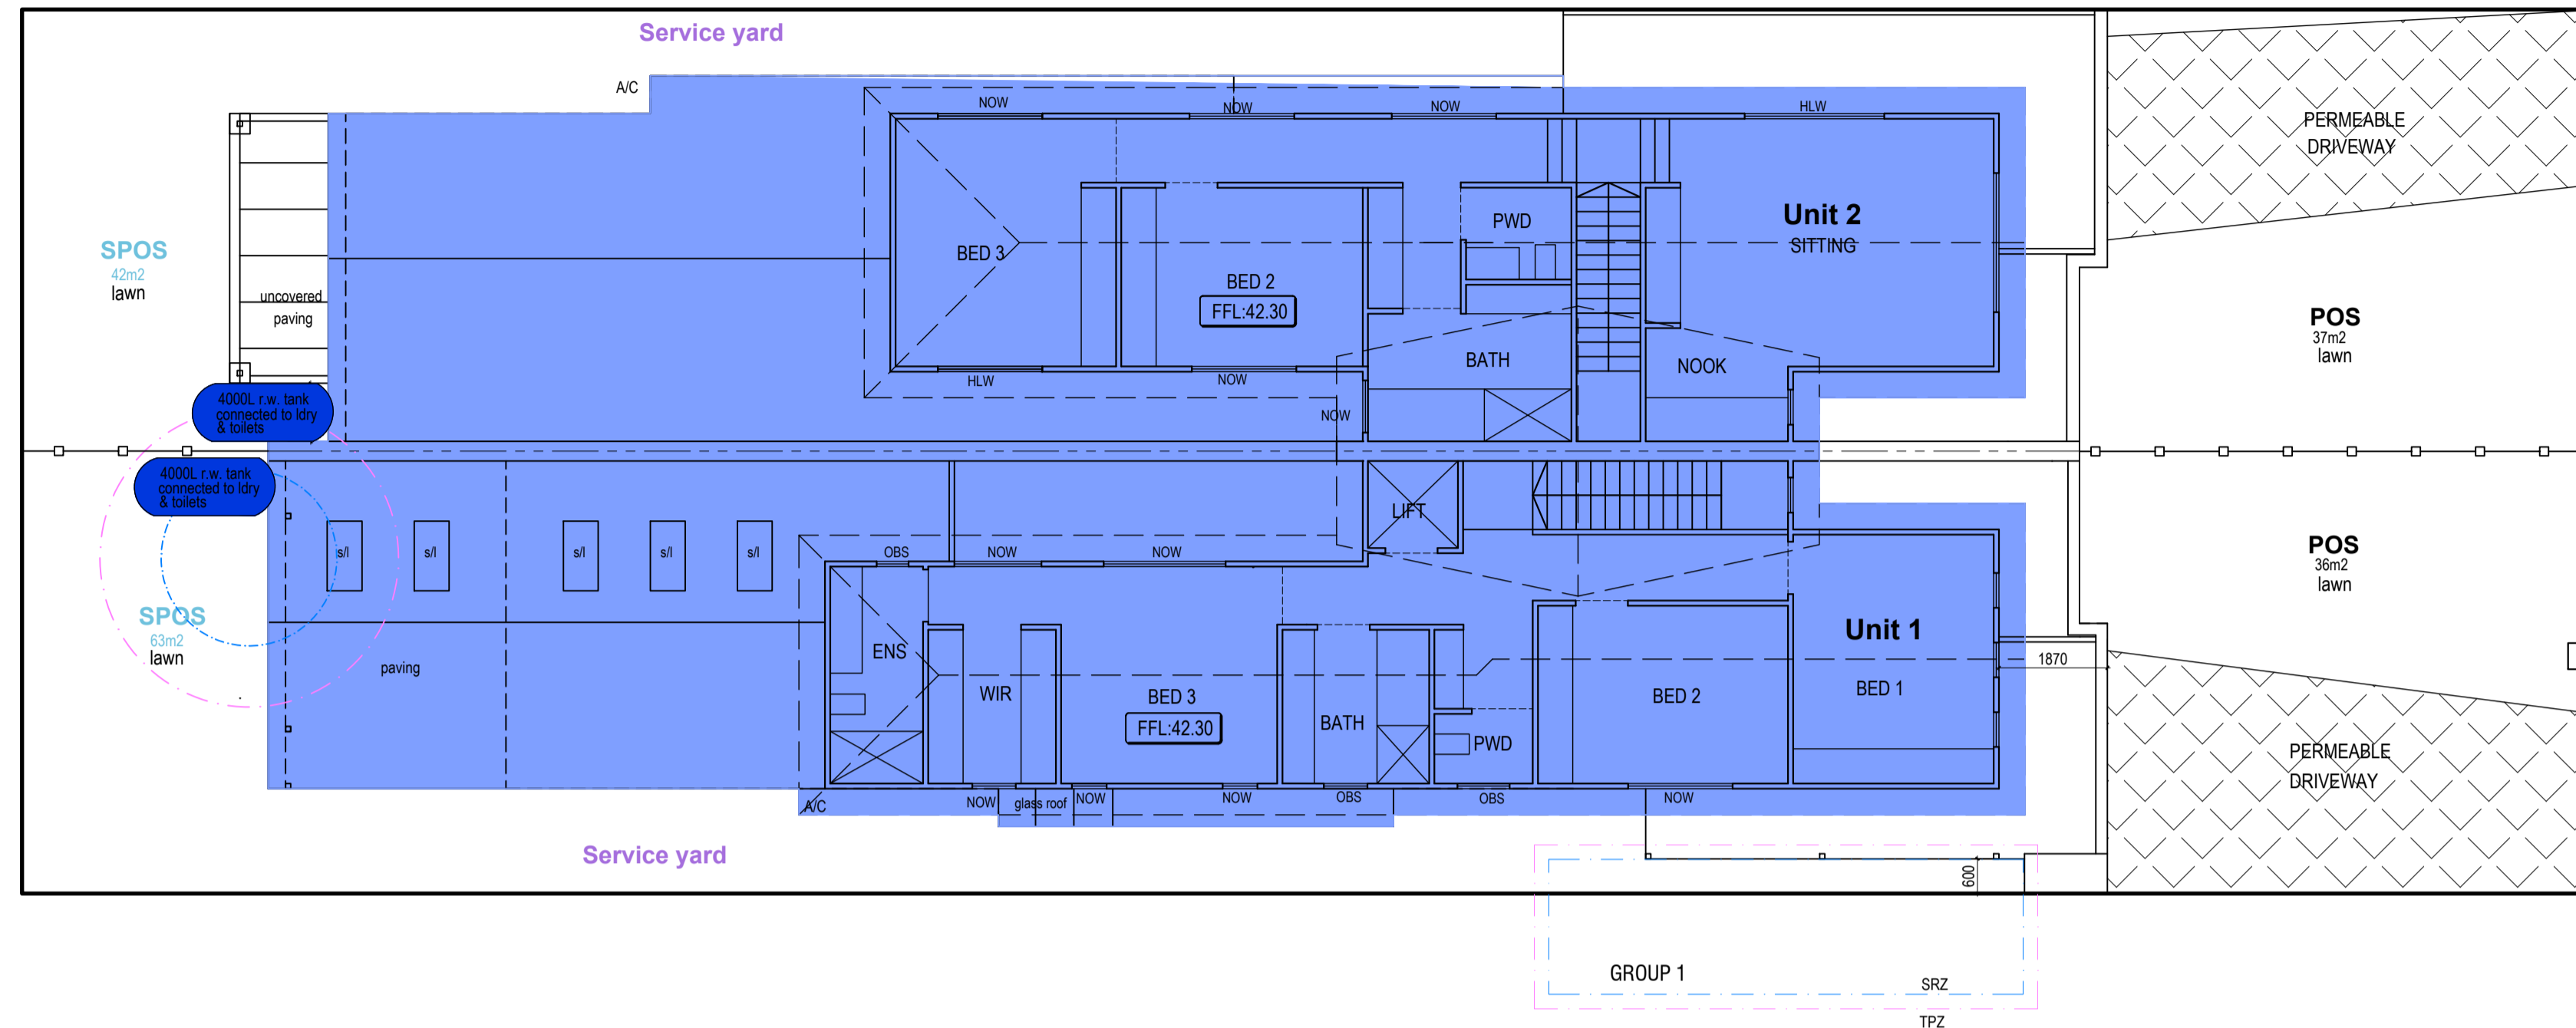 Service yard
A/C
NOW
NOW
NOW
HLW
PERMEABLE
DRIVEWAY
SPOS
42m2
lawn
uncovered
paving
BED 3
BED 2
FFL:42.30
PWD
Unit 2
SITTING
POS
37m2
lawn
HLW
NOW
BATH
NOOK
NOW
4000L r.w. tank
connected to ldry
& toilets
4000L r.w. tank
connected to ldry
& toilets
LIFT
s/l
s/l
s/l
s/l
s/l
OBS
NOW
NOW
POS
36m2
lawn
SPOS
63m2
lawn
paving
ENS
WIR
BED 3
FFL:42.30
BATH
PWD
BED 2
Unit 1
BED 1
1870
PERMEABLE
DRIVEWAY
A/C
NOW
glass roof
NOW
NOW
OBS
OBS
NOW
Service yard
600
GROUP 1
SRZ
TPZ